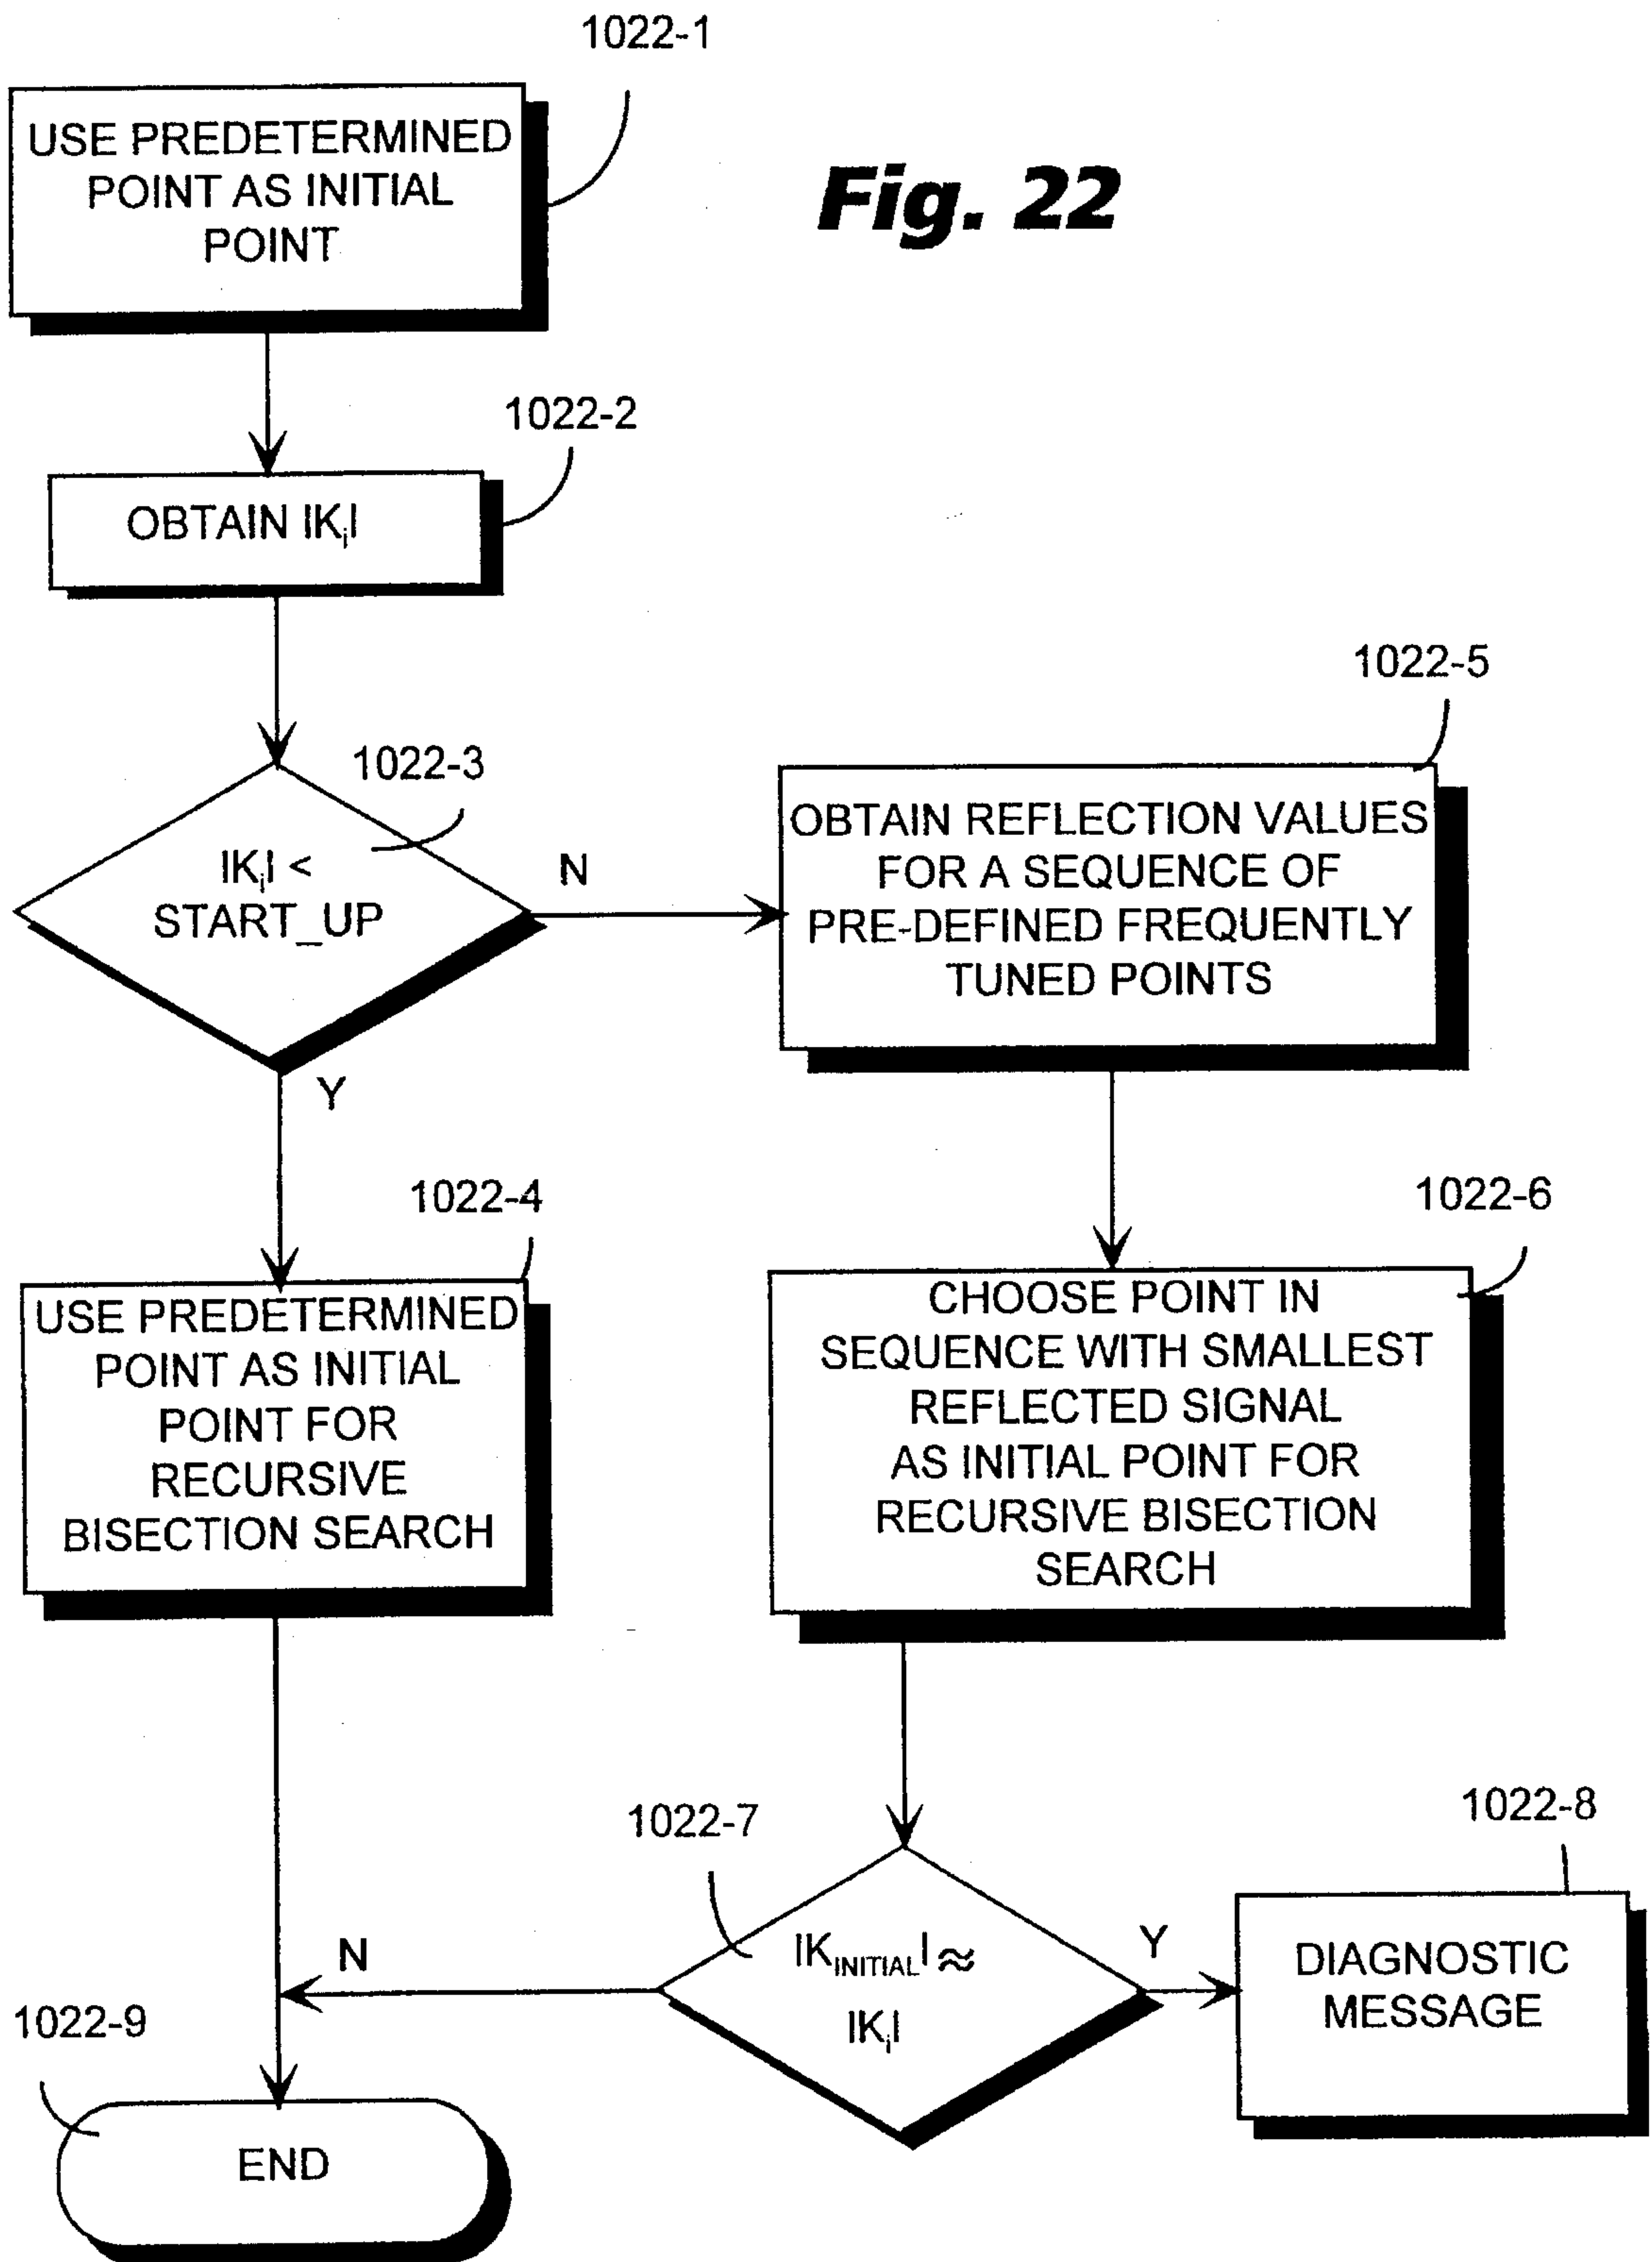 1022-1
USE PREDETERMINED
POINT AS INITIAL
POINT
Fig. 22
1022-2
OBTAIN |Kᵢ|
1022-3
|Kᵢ| <
START_UP
N
Y
1022-5
OBTAIN REFLECTION VALUES
FOR A SEQUENCE OF
PRE-DEFINED FREQUENTLY
TUNED POINTS
1022-4
USE PREDETERMINED
POINT AS INITIAL
POINT FOR
RECURSIVE
BISECTION SEARCH
1022-6
CHOOSE POINT IN
SEQUENCE WITH SMALLEST
REFLECTED SIGNAL
AS INITIAL POINT FOR
RECURSIVE BISECTION
SEARCH
1022-7
|K_INITIAL| ≈
|Kᵢ|
N
Y
1022-8
DIAGNOSTIC
MESSAGE
1022-9
END